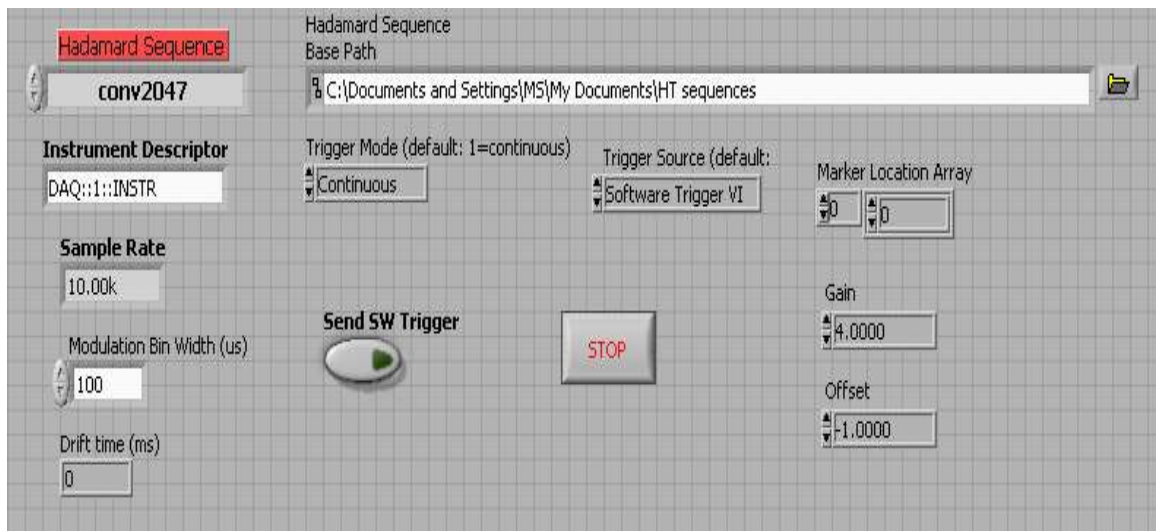 Hadamard Sequence
conv2047
Hadamard Sequence
Base Path
C:\Documents and Settings\MS\My Documents\HT sequences
Instrument Descriptor
DAQ::1::INSTR
Trigger Mode (default: 1=continuous)
Continuous
Trigger Source (default:
Software Trigger VI
Marker Location Array
0
0
Sample Rate
10.00k
Modulation Bin Width (us)
100
Drift time (ms)
0
Send SW Trigger
STOP
Gain
4.0000
Offset
-1.0000